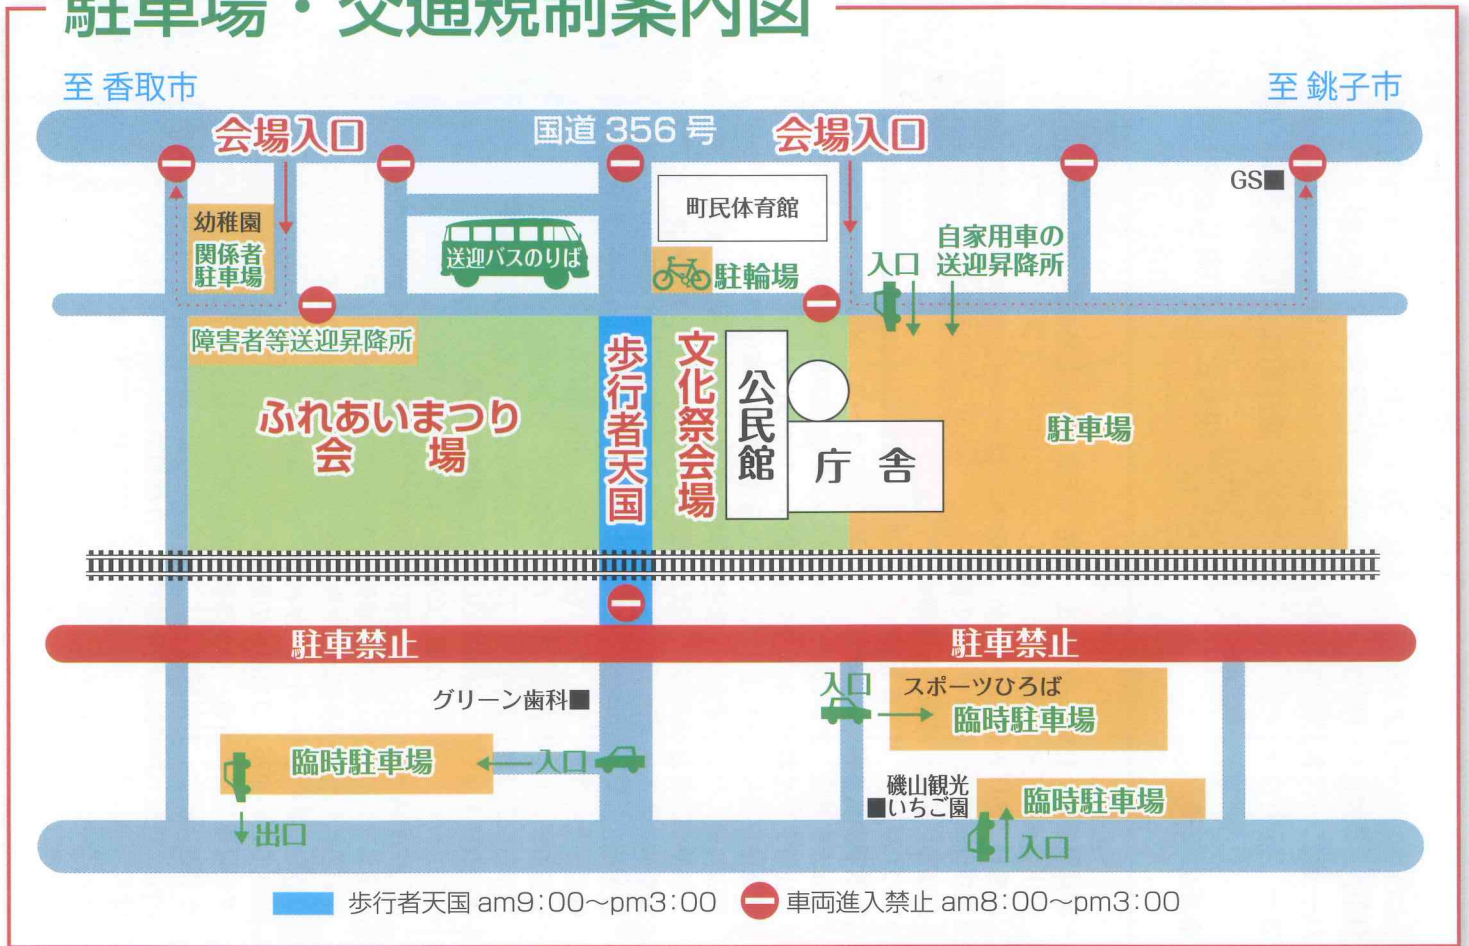 駐車場・交通規制案内図
至 香取市
至 銚子市
会場入口
国道 356 号
会場入口
GS■
幼稚園
関係者
駐車場
送迎バスのりば
町民体育館
駐輪場
入口
自家用車の
送迎昇降所
障害者等送迎昇降所
ふれあいまつり
会場
歩行者天国
文化祭会場
公民館
庁舎
駐車場
駐車禁止
駐車禁止
グリーン歯科■
入口
スポーツひろば
臨時駐車場
臨時駐車場
入口
出口
磯山観光
■いちご園
臨時駐車場
入口
歩行者天国 am9:00～pm3:00
車両進入禁止 am8:00～pm3:00